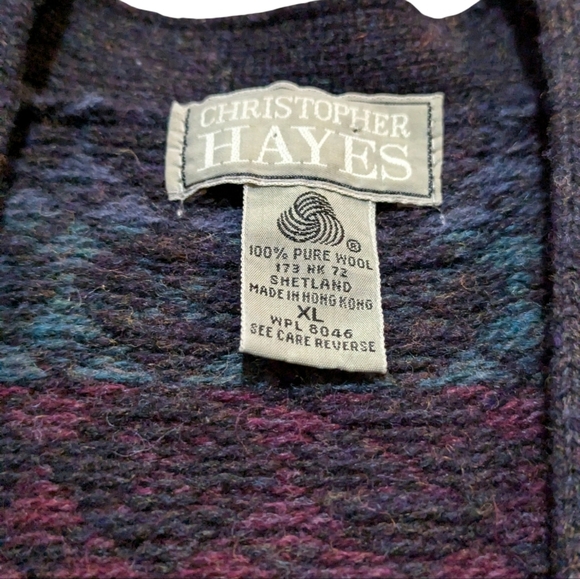 CHRISTOPHER
HAYES
®
100% PURE WOOL
173 HK 72
SHETLAND
MADE IN HONG KONG
XL
WPL 8046
SEE CARE REVERSE